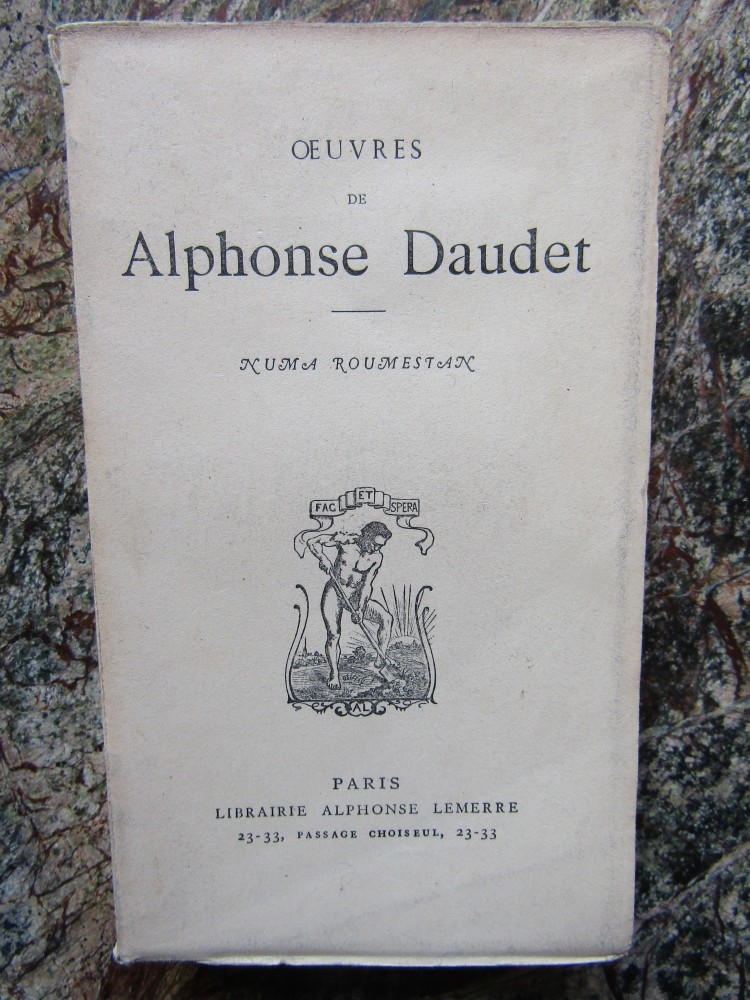 ŒUVRES
DE
Alphonse Daudet
NUMA ROUMESTAN
FAC ET SPERA
AL
PARIS
LIBRAIRIE ALPHONSE LEMERRE
23-33, PASSAGE CHOISEUL, 23-33